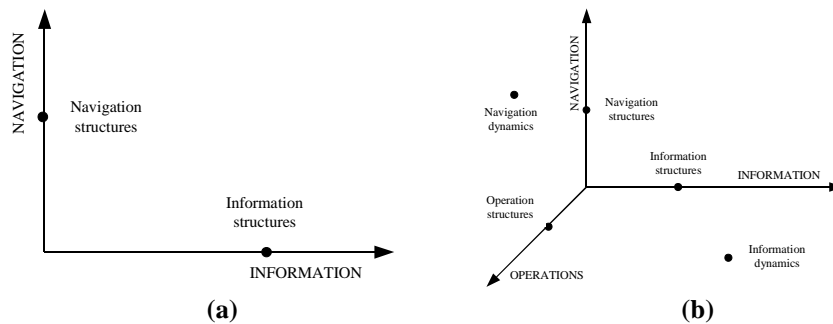 NAVIGATION
Navigation
structures
Information
structures
INFORMATION
(a)
NAVIGATION
Navigation
dynamics
Navigation
structures
Information
structures
INFORMATION
Operation
structures
Information
dynamics
OPERATIONS
(b)